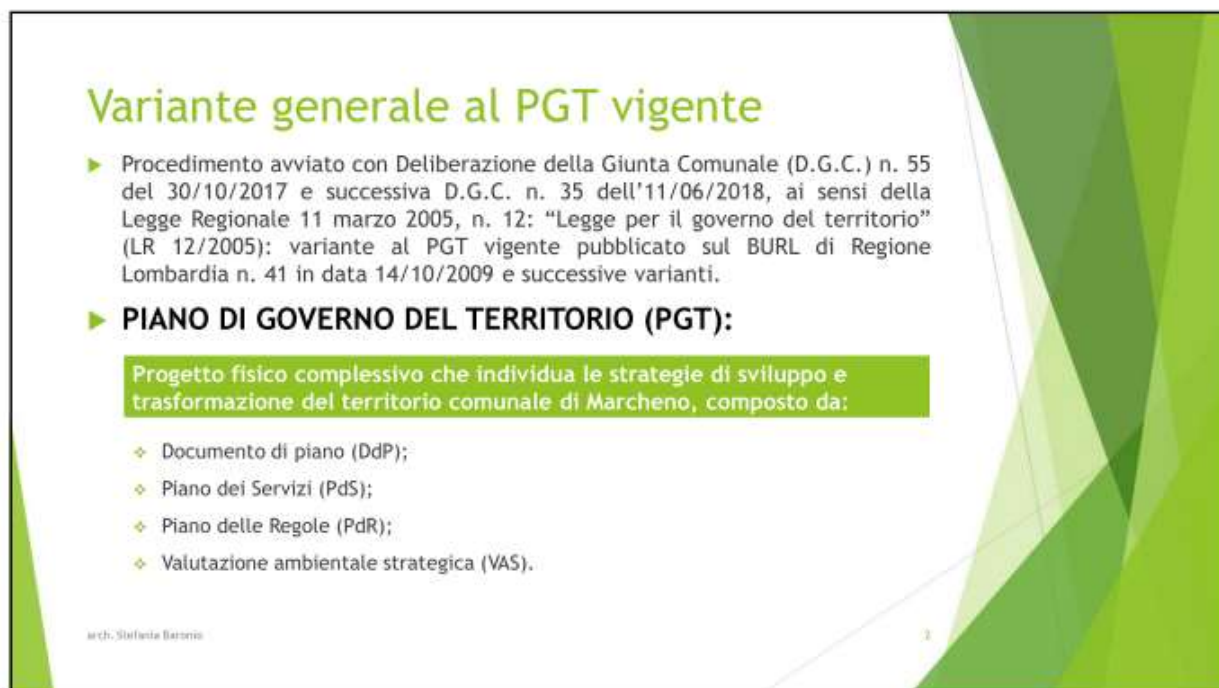 Variante generale al PGT vigente
Procedimento avviato con Deliberazione della Giunta Comunale (D.G.C.) n. 55
del 30/10/2017 e successiva D.G.C. n. 35 dell’11/06/2018, ai sensi della
Legge Regionale 11 marzo 2005, n. 12: “Legge per il governo del territorio”
(LR 12/2005): variante al PGT vigente pubblicato sul BURL di Regione
Lombardia n. 41 in data 14/10/2009 e successive varianti.
PIANO DI GOVERNO DEL TERRITORIO (PGT):
Progetto fisico complessivo che individua le strategie di sviluppo e
trasformazione del territorio comunale di Marcheno, composto da:
Documento di piano (DdP);
Piano dei Servizi (PdS);
Piano delle Regole (PdR);
Valutazione ambientale strategica (VAS).
arch. Stefania Baronio